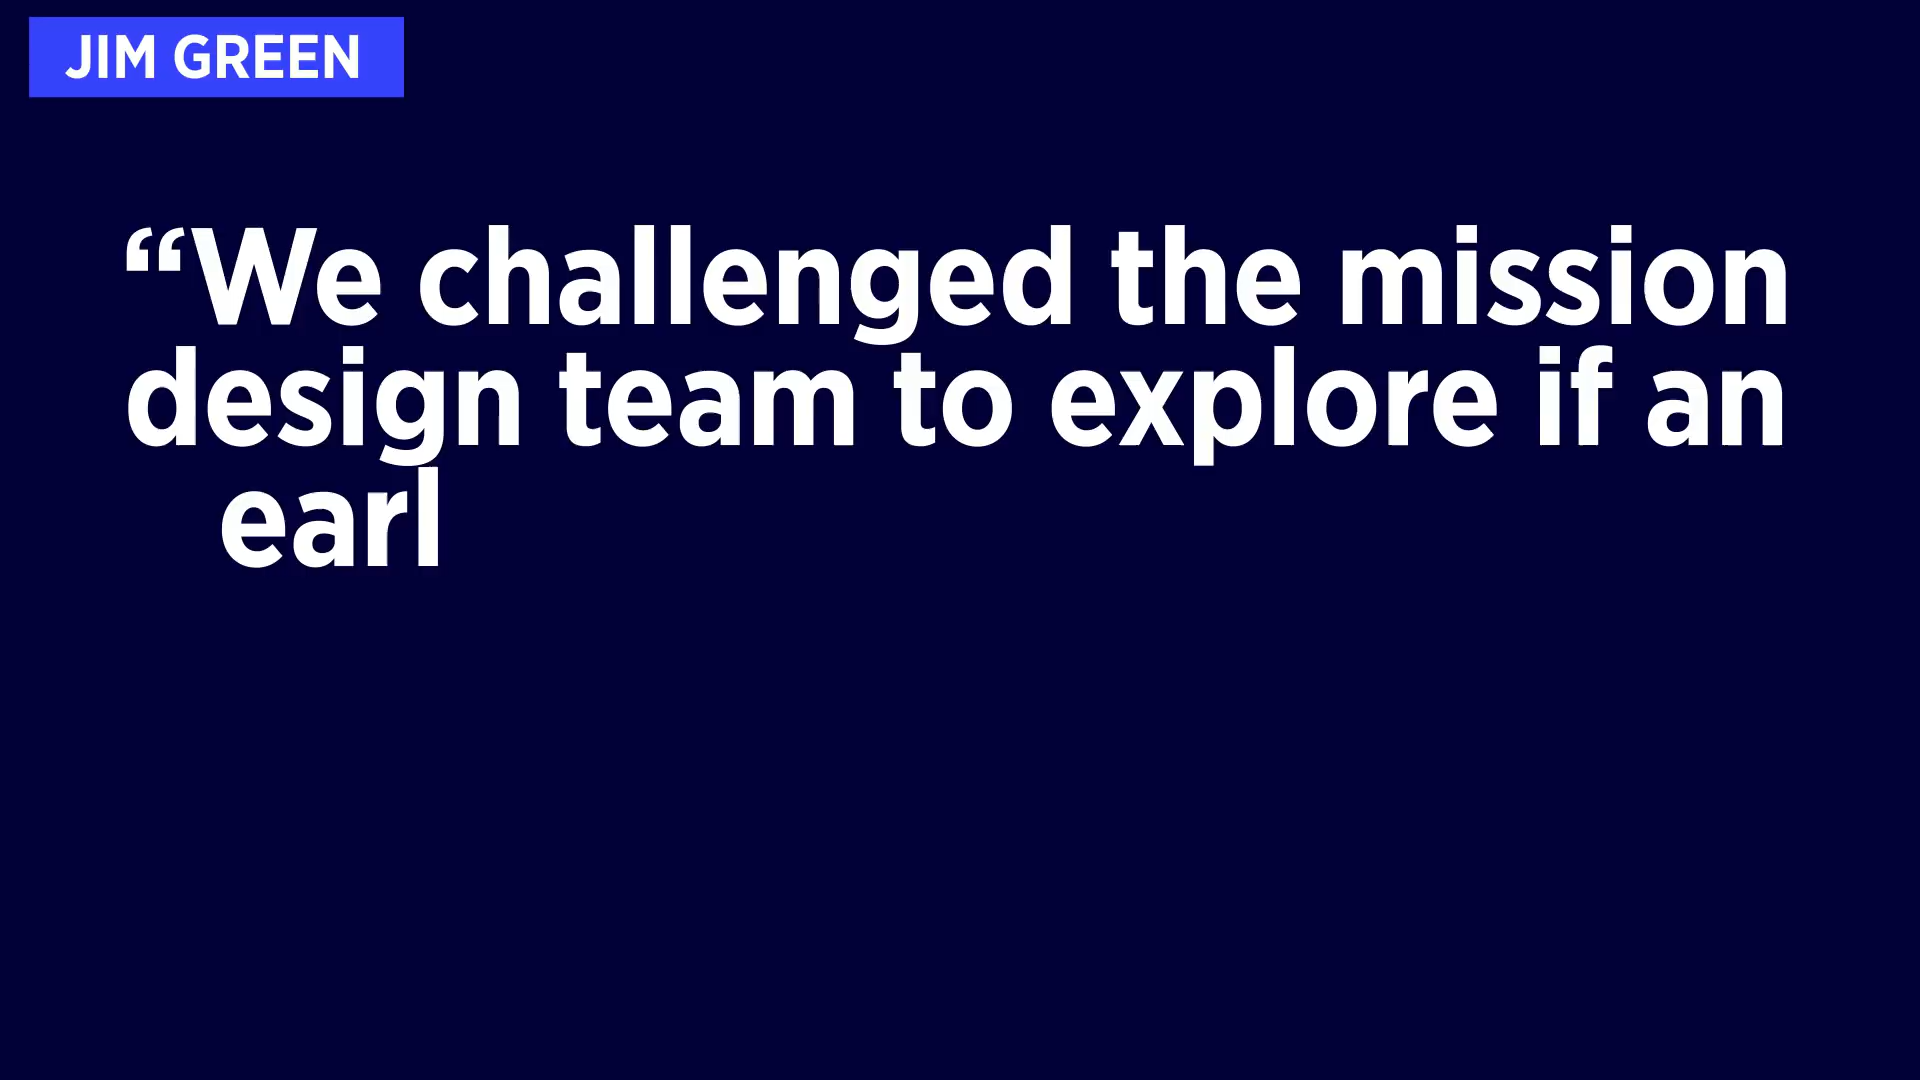 JIM GREEN
“We challenged the mission
design team to explore if an
earl